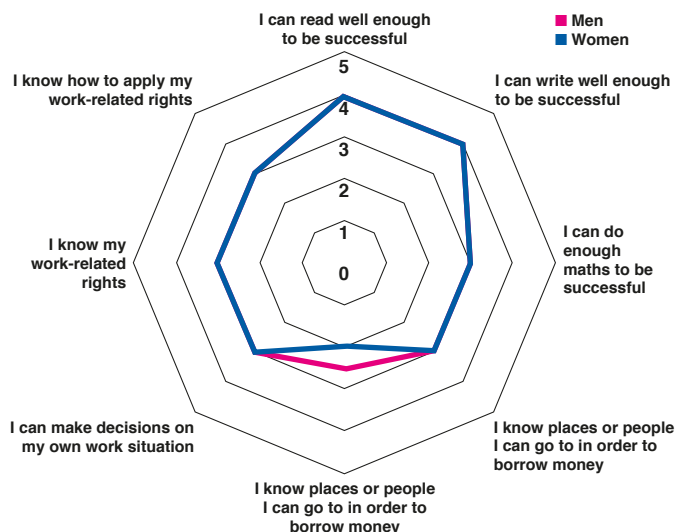 I can read well enough
to be successful
Men
Women
I know how to apply my
work-related rights
I can write well enough
to be successful
5
4
3
2
1
0
I know my
work-related
rights
I can do
enough
maths to be
successful
I can make decisions on
my own work situation
I know places or people
I can go to in order to
borrow money
I know places or people
I can go to in order to
borrow money